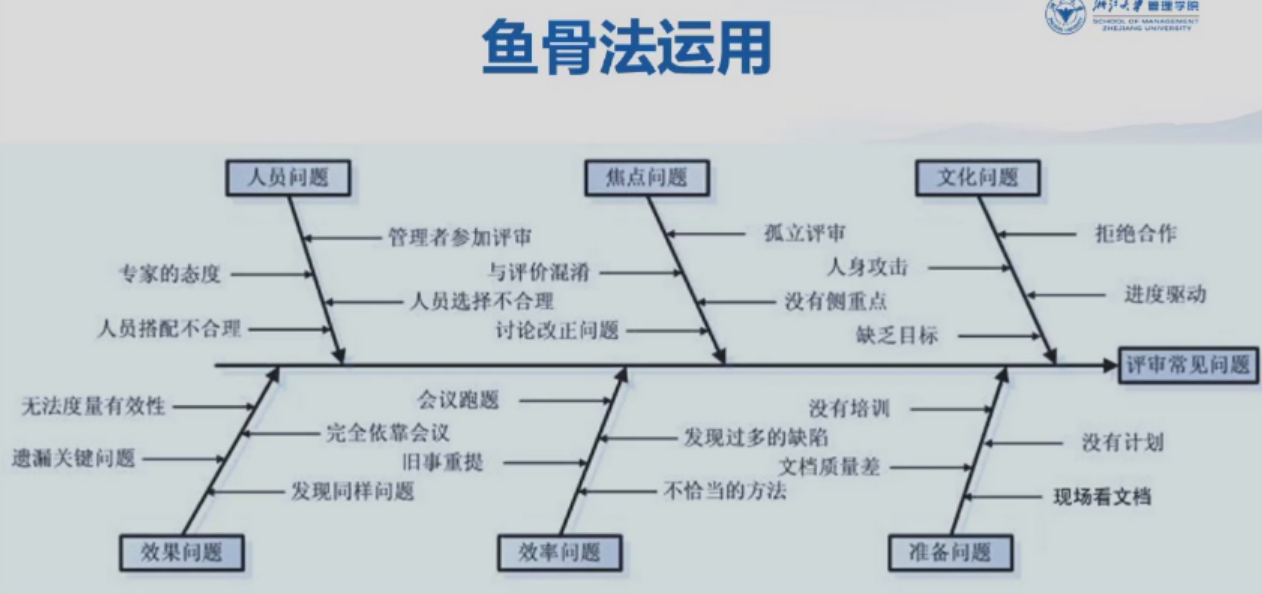 浙江大学管理学院
SCHOOL OF MANAGEMENT
ZHEJIANG UNIVERSITY
鱼骨法运用
人员问题
焦点问题
文化问题
管理者参加评审
专家的态度
人员选择不合理
人员搭配不合理
孤立评审
与评价混淆
没有侧重点
讨论改正问题
拒绝合作
人身攻击
进度驱动
缺乏目标
评审常见问题
无法度量有效性
完全依靠会议
遗漏关键问题
发现同样问题
会议跑题
发现过多的缺陷
旧事重提
不恰当的方法
没有培训
没有计划
文档质量差
现场看文档
效果问题
效率问题
准备问题